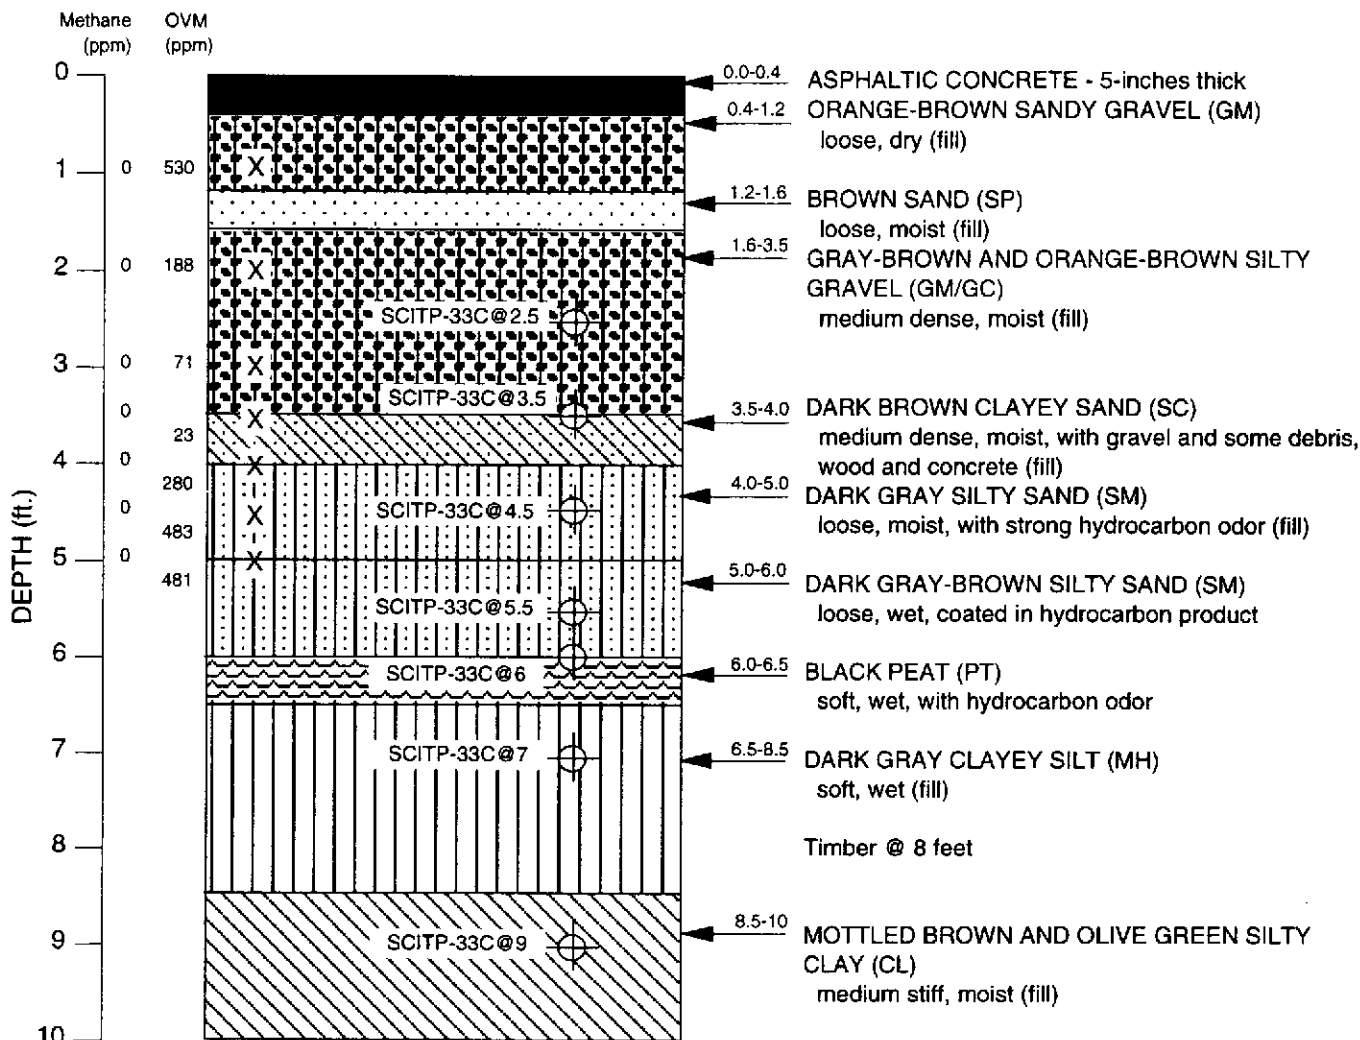 Methane OVM
(ppm) (ppm)
0
0.0-0.4 ASPHALTIC CONCRETE - 5-inches thick
0.4-1.2 ORANGE-BROWN SANDY GRAVEL (GM)
loose, dry (fill)
1 0 530 X
1.2-1.6 BROWN SAND (SP)
loose, moist (fill)
1.6-3.5 GRAY-BROWN AND ORANGE-BROWN SILTY
GRAVEL (GM/GC)
medium dense, moist (fill)
2 0 188 X
SCITP-33C@2.5
3 0 71 X
SCITP-33C@3.5
0 X
3.5-4.0 DARK BROWN CLAYEY SAND (SC)
medium dense, moist, with gravel and some debris,
wood and concrete (fill)
23
4 0 X
280
4.0-5.0 DARK GRAY SILTY SAND (SM)
loose, moist, with strong hydrocarbon odor (fill)
0 X SCITP-33C@4.5
483
5 0 X
481
5.0-6.0 DARK GRAY-BROWN SILTY SAND (SM)
loose, wet, coated in hydrocarbon product
SCITP-33C@5.5
DEPTH (ft.)
6
SCITP-33C@6
6.0-6.5 BLACK PEAT (PT)
soft, wet, with hydrocarbon odor
7 SCITP-33C@7
6.5-8.5 DARK GRAY CLAYEY SILT (MH)
soft, wet (fill)
8 Timber @ 8 feet
9 SCITP-33C@9
8.5-10 MOTTLED BROWN AND OLIVE GREEN SILTY
CLAY (CL)
medium stiff, moist (fill)
10